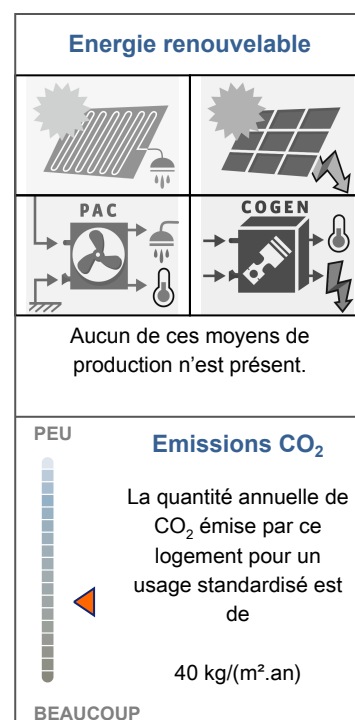 Energie renouvelable
PAC
COGEN
Aucun de ces moyens de
production n'est présent.
PEU
Emissions CO₂
La quantité annuelle de
CO₂ émise par ce
logement pour un
usage standardisé est
de
40 kg/(m².an)
BEAUCOUP